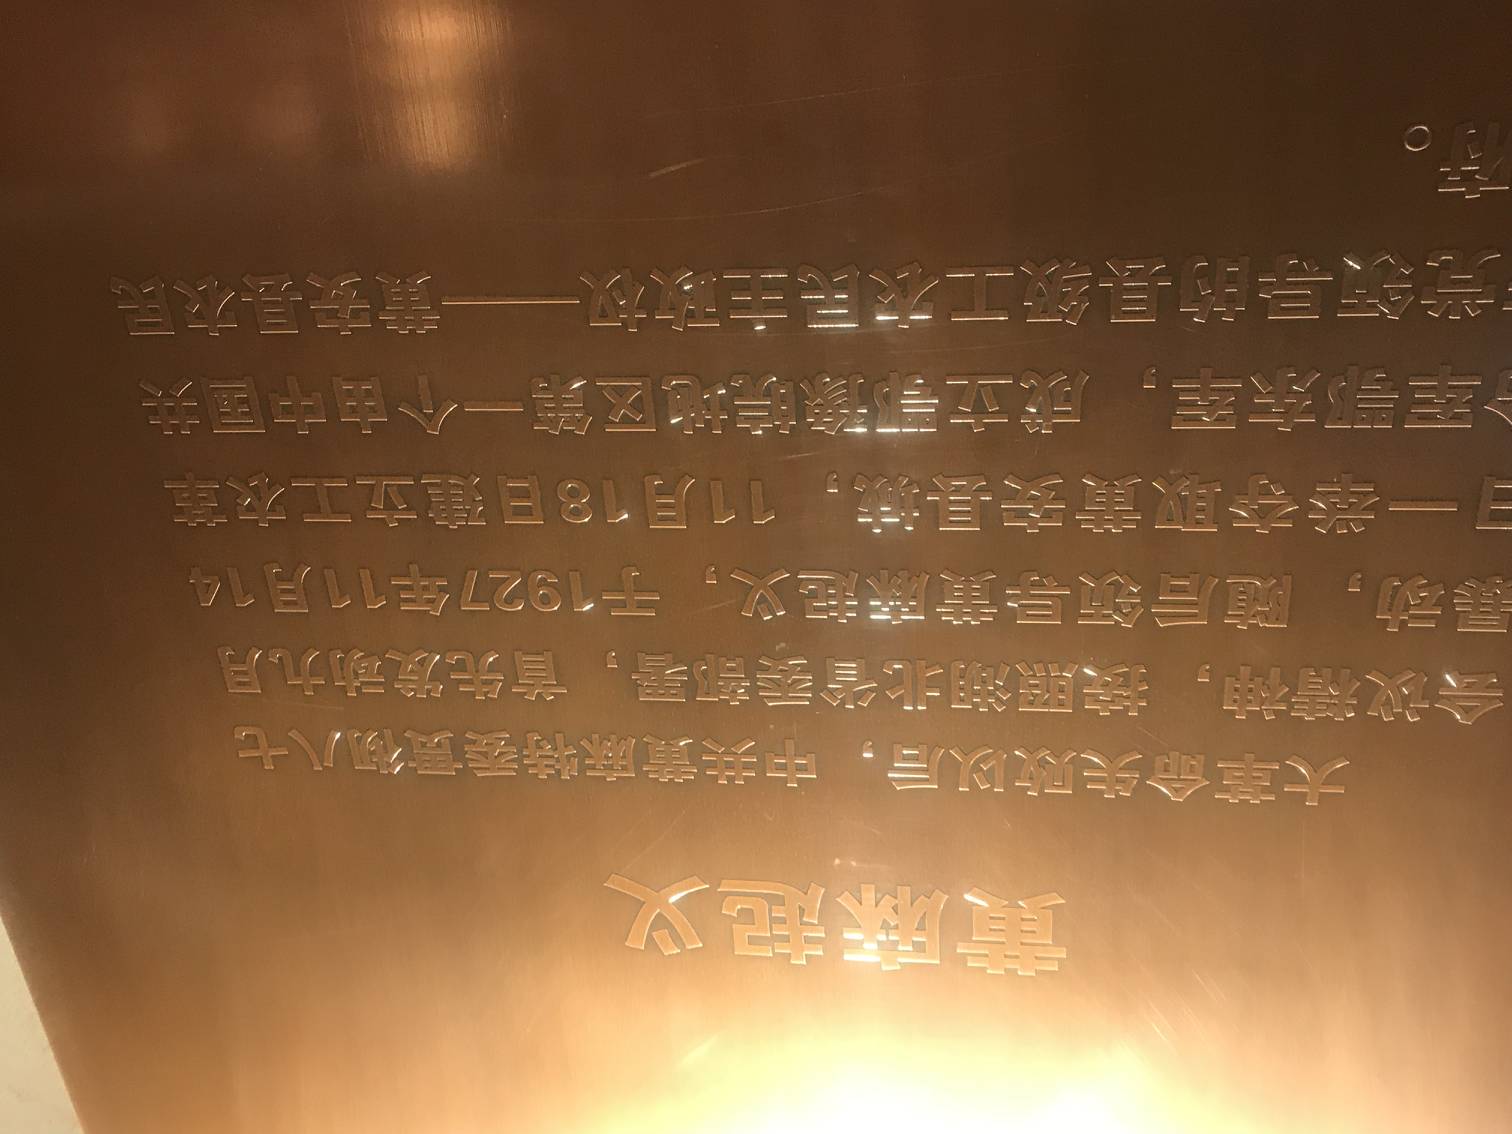 黄麻起义
大革命失败以后，中共黄麻特委贯彻八七
会议精神，按照湖北省委部署，首先发动九月
暴动，随后领导黄麻起义，于1927年11月14
日一举夺取黄安县城，11月18日建立工农革
军鄂东军，成立鄂豫皖地区第一个由中国共
党领导的县级工农民主政权——黄安县农民
府。